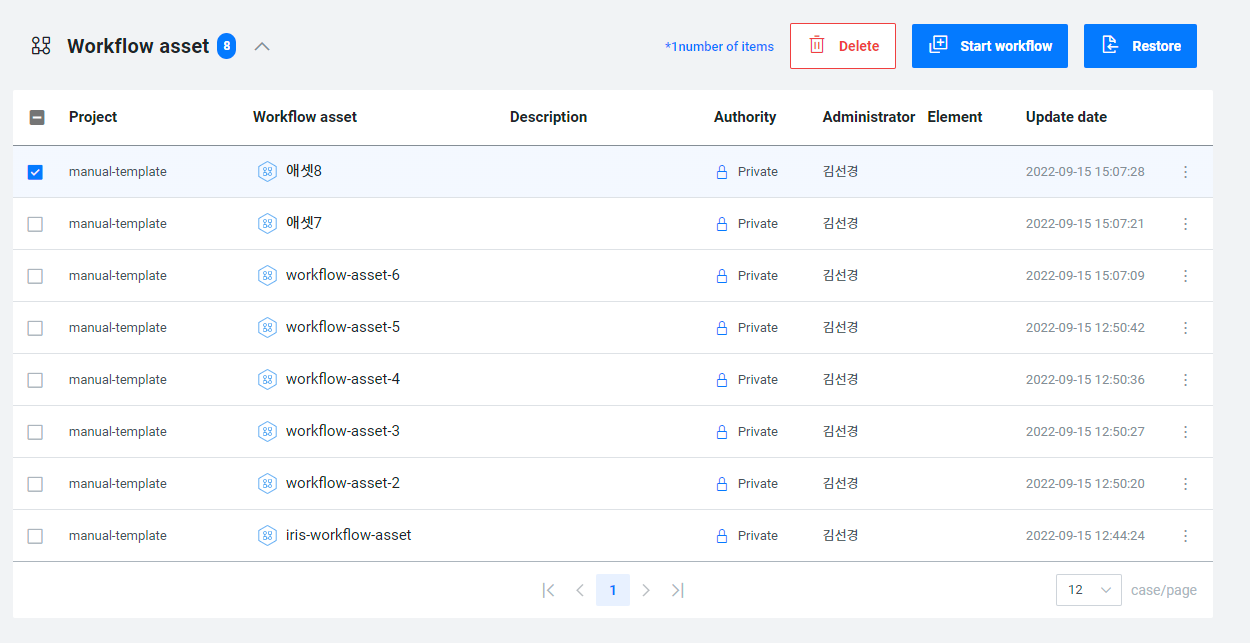 Workflow asset 8
*1number of items
Delete
Start workflow
Restore
Project Workflow asset Description Authority Administrator Element Update date
manual-template 애셋8 Private 김선경 2022-09-15 15:07:28
manual-template 애셋7 Private 김선경 2022-09-15 15:07:21
manual-template workflow-asset-6 Private 김선경 2022-09-15 15:07:09
manual-template workflow-asset-5 Private 김선경 2022-09-15 12:50:42
manual-template workflow-asset-4 Private 김선경 2022-09-15 12:50:36
manual-template workflow-asset-3 Private 김선경 2022-09-15 12:50:27
manual-template workflow-asset-2 Private 김선경 2022-09-15 12:50:20
manual-template iris-workflow-asset Private 김선경 2022-09-15 12:44:24
1
12 case/page